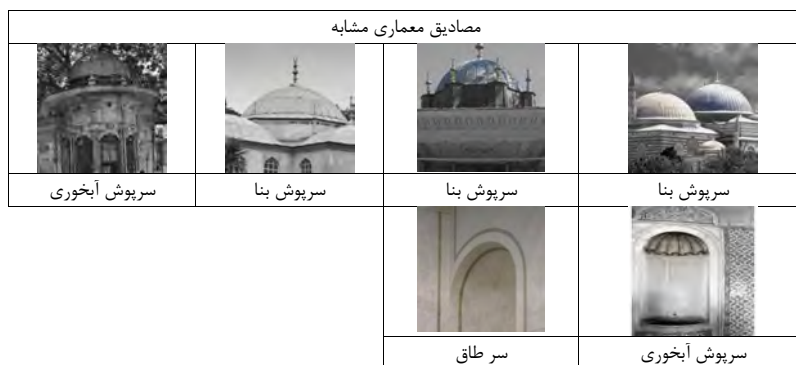 مصادیق معماری مشابه
سرپوش بنا
سرپوش بنا
سرپوش بنا
سرپوش آبخوری
سرپوش آبخوری
سر طاق